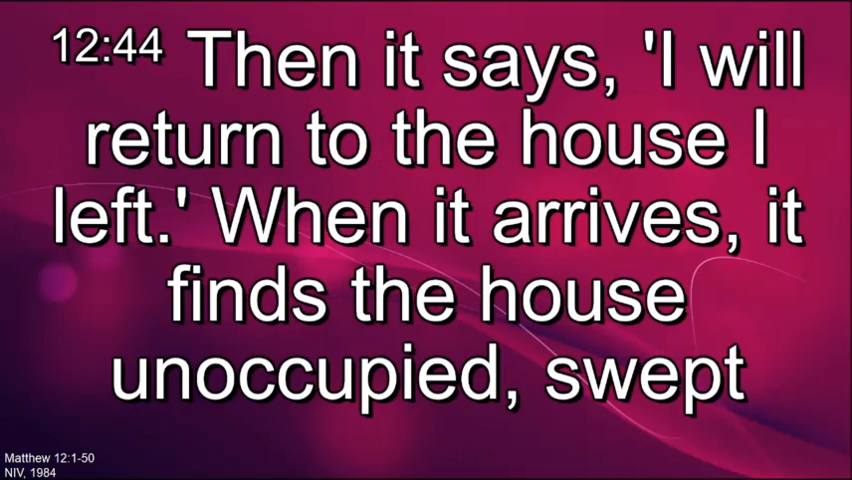 12:44 Then it says, 'I will
return to the house I
left.' When it arrives, it
finds the house
unoccupied, swept
Matthew 12:1-50
NIV, 1984